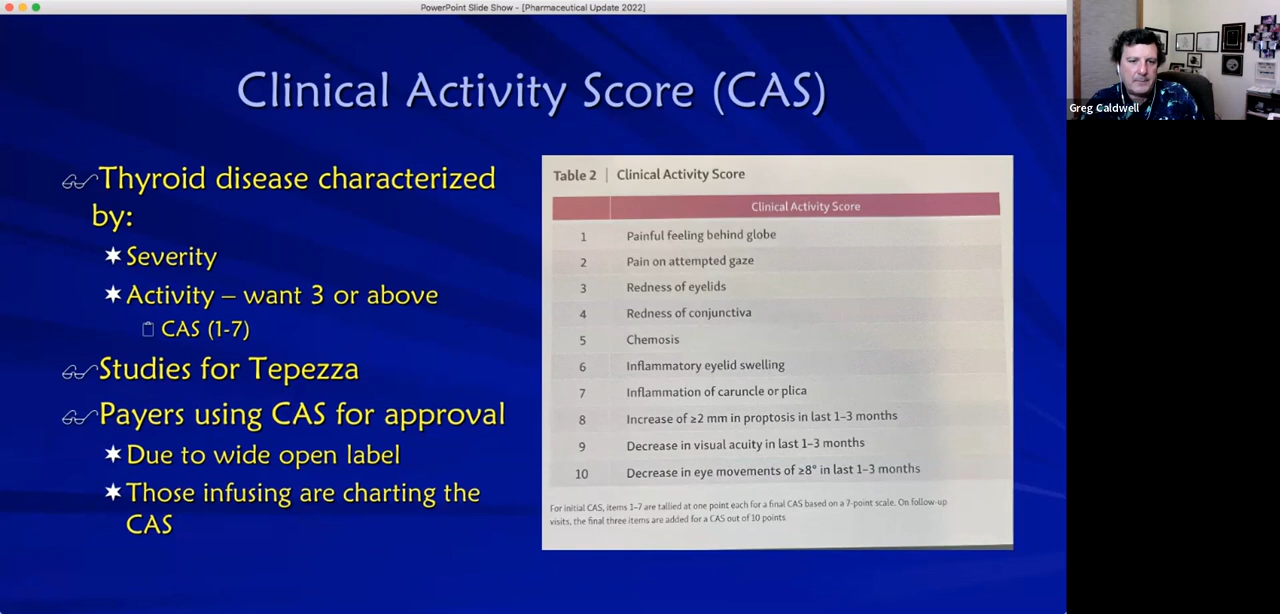 PowerPoint Slide Show - [Pharmaceutical Update 2022]
Clinical Activity Score (CAS)
Thyroid disease characterized
by:
Severity
Activity – want 3 or above
CAS (1-7)
Studies for Tepezza
Payers using CAS for approval
Due to wide open label
Those infusing are charting the
CAS
Table 2 | Clinical Activity Score
Clinical Activity Score
1 Painful feeling behind globe
2 Pain on attempted gaze
3 Redness of eyelids
4 Redness of conjunctiva
5 Chemosis
6 Inflammatory eyelid swelling
7 Inflammation of caruncle or plica
8 Increase of ≥2 mm in proptosis in last 1–3 months
9 Decrease in visual acuity in last 1–3 months
10 Decrease in eye movements of ≥8° in last 1–3 months
For initial CAS, items 1–7 are tallied at one point each for a final CAS based on a 7-point scale. On follow-up
visits, the final three items are added for a CAS out of 10 points
Greg Caldwell